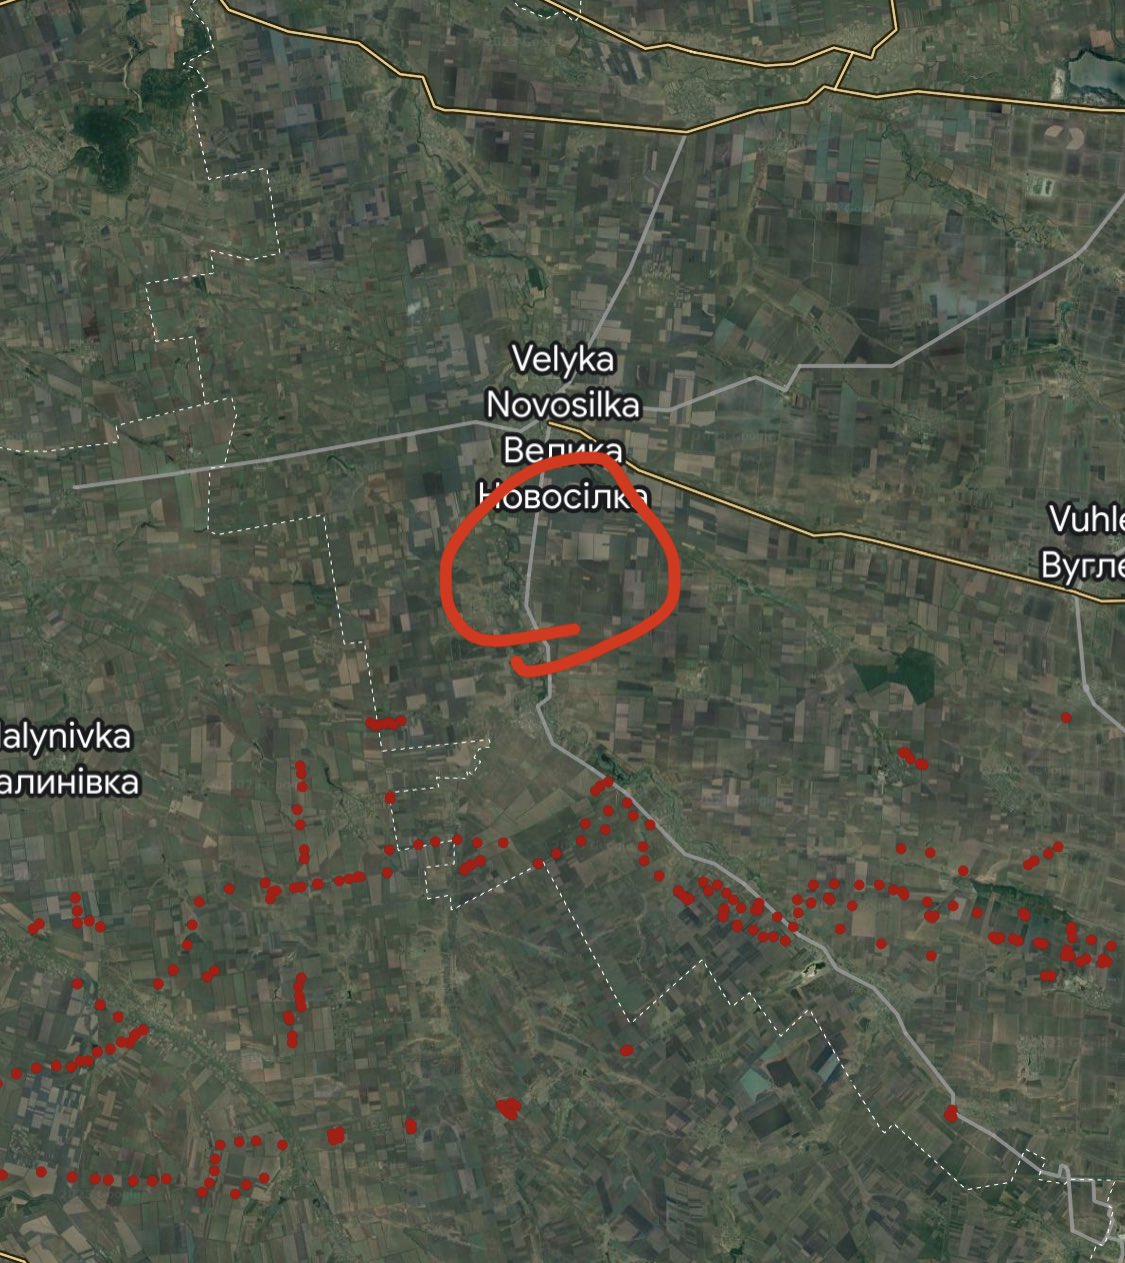 Velyka
Novosilka
Велика
Новосілка
Vuhle
Вугле
alynivka
алинівка